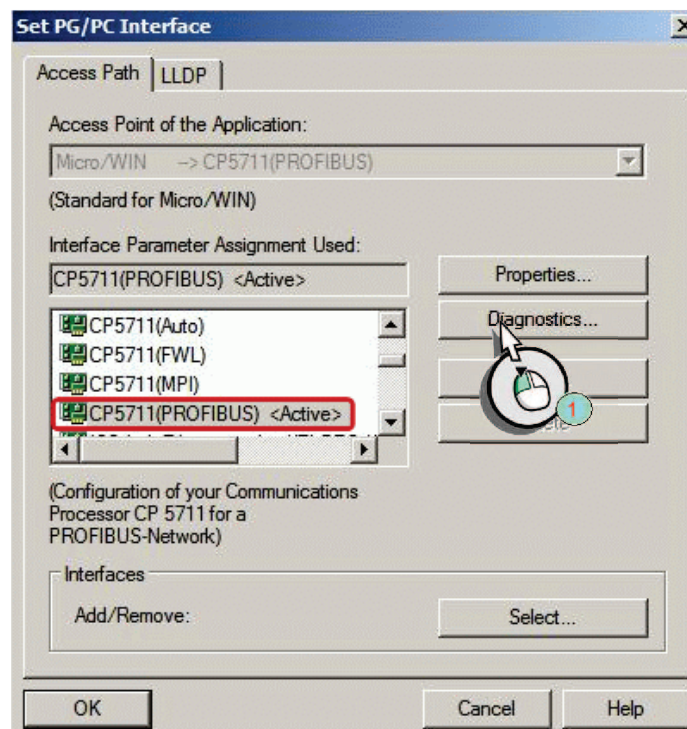 Set PG/PC Interface
Access Path
LLDP
Access Point of the Application:
Micro/WIN -> CP5711(PROFIBUS)
(Standard for Micro/WIN)
Interface Parameter Assignment Used:
CP5711(PROFIBUS) <Active>
Properties...
Diagnostics...
CP5711(Auto)
CP5711(FWL)
CP5711(MPI)
CP5711(PROFIBUS) <Active>
1
(Configuration of your Communications
Processor CP 5711 for a
PROFIBUS-Network)
Interfaces
Add/Remove:
Select...
OK
Cancel
Help